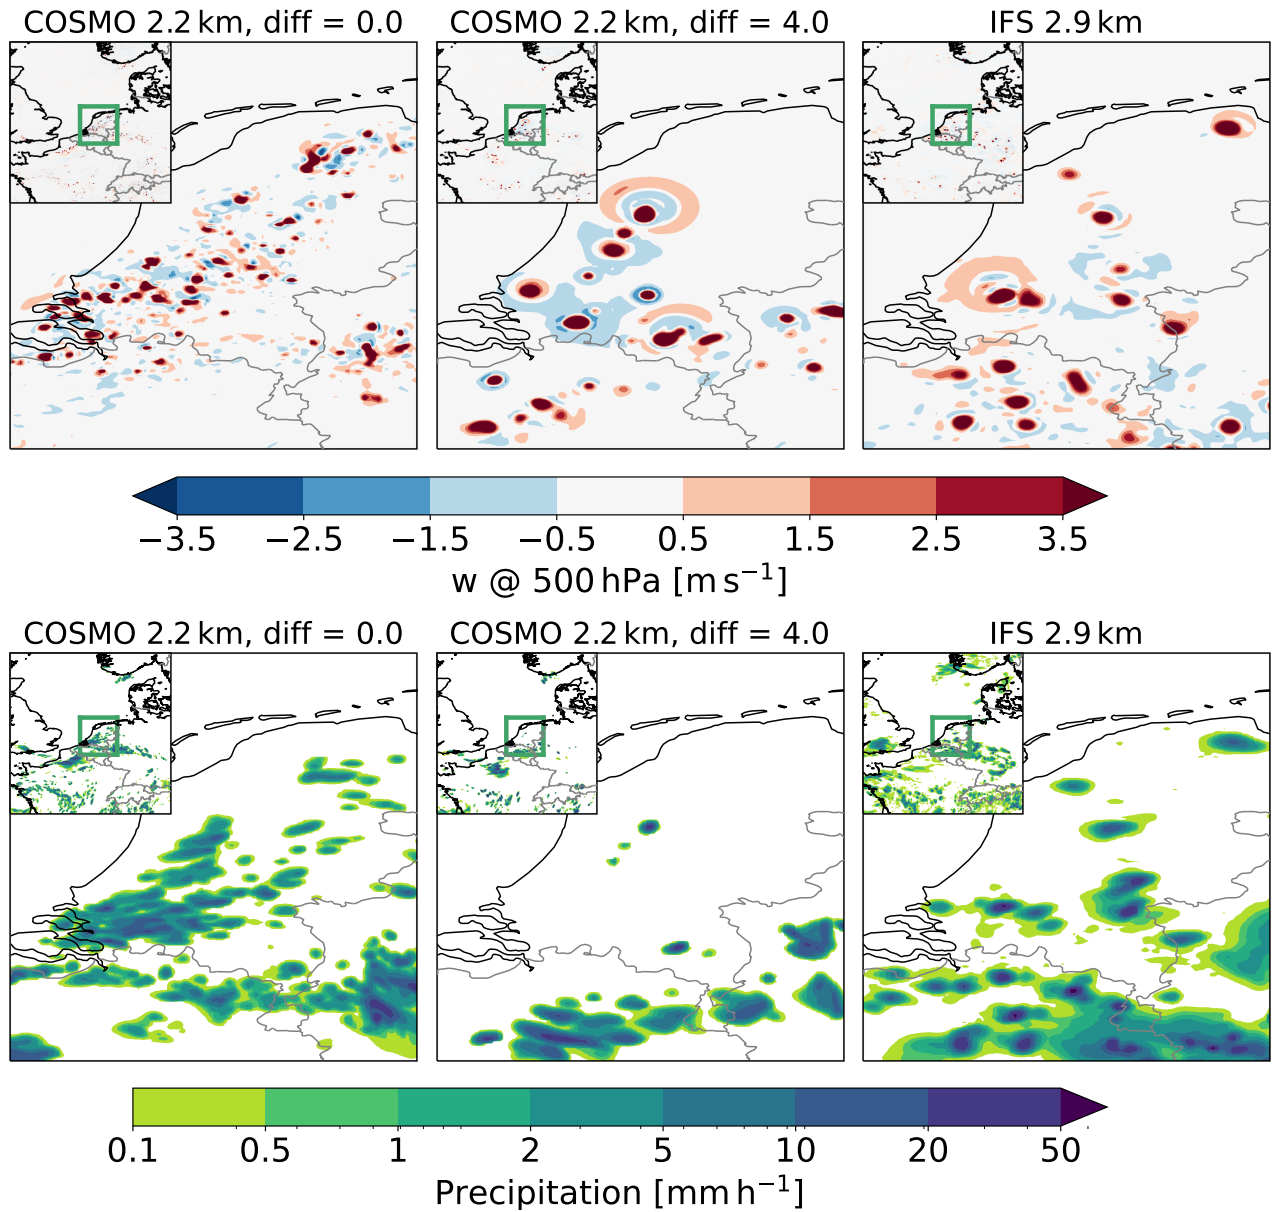 COSMO 2.2 km, diff = 0.0 COSMO 2.2 km, diff = 4.0 IFS 2.9 km
−3.5 −2.5 −1.5 −0.5 0.5 1.5 2.5 3.5
w @ 500 hPa [m s⁻¹]
COSMO 2.2 km, diff = 0.0 COSMO 2.2 km, diff = 4.0 IFS 2.9 km
0.1 0.5 1 2 5 10 20 50
Precipitation [mm h⁻¹]